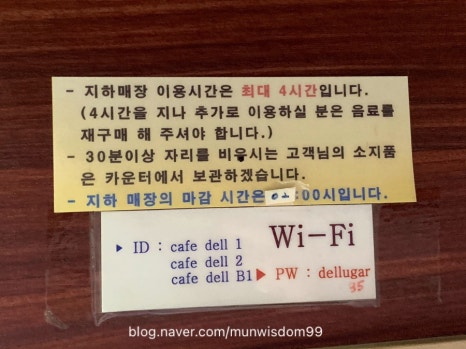 - 지하매장 이용시간은 최대 4시간입니다.
(4시간을 지나 추가로 이용하실 분은 음료를
재구매 해 주셔야 합니다.)
- 30분이상 자리를 비우시는 고객님의 소지품
은 카운터에서 보관하겠습니다.
- 지하 매장의 마감 시간은 :00시입니다.
Wi-Fi
▶ ID : cafe dell 1
cafe dell 2
cafe dell B1 ▶ PW : dellugar
35
blog.naver.com/munwisdom99